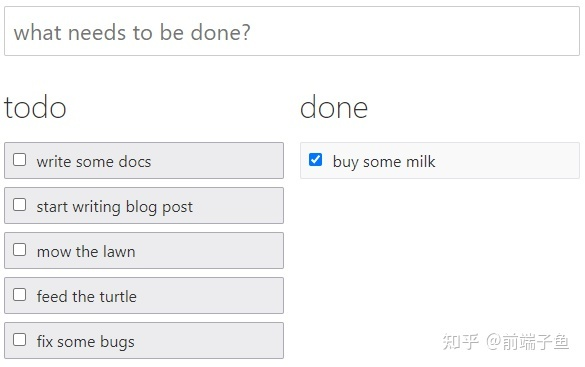 what needs to be done?
todo
write some docs
start writing blog post
mow the lawn
feed the turtle
fix some bugs
done
buy some milk
知乎 @前端子鱼